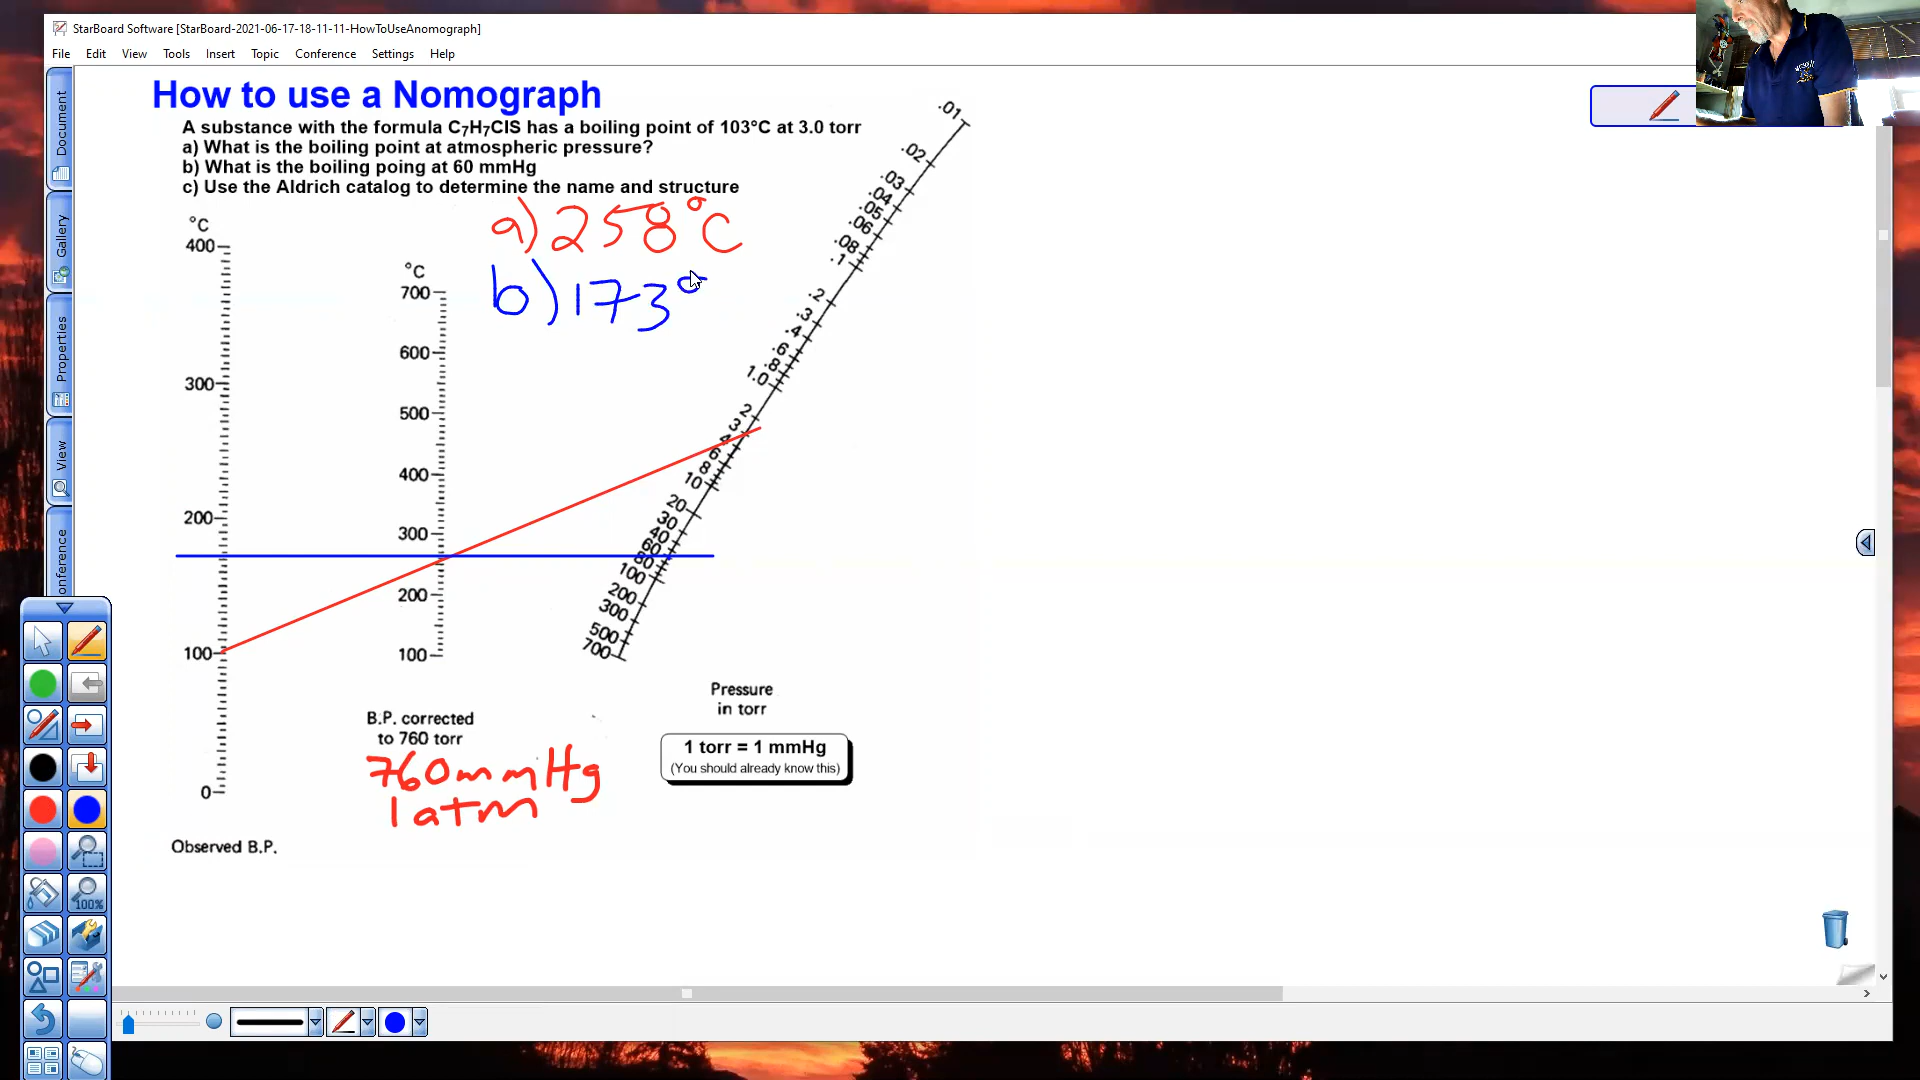 StarBoard Software [StarBoard-2021-06-17-18-11-11-HowToUseAnomograph]
File Edit View Tools Insert Topic Conference Settings Help
Document
Gallery
Properties
View
onference
How to use a Nomograph
A substance with the formula C7H7ClS has a boiling point of 103°C at 3.0 torr
a) What is the boiling point at atmospheric pressure?
b) What is the boiling poing at 60 mmHg
c) Use the Aldrich catalog to determine the name and structure
a) 258°C
b) 173°
°C
400
300
200
100
0
Observed B.P.
°C
700
600
500
400
300
200
100
B.P. corrected
to 760 torr
760mmHg
1 atm
.01
.02
.03
.04
.05
.06
.08
.1
.2
.3
.4
.6
.8
1.0
2
3
4
6
8
10
20
30
40
60
80
100
200
300
500
700
Pressure
in torr
1 torr = 1 mmHg
(You should already know this)
100%